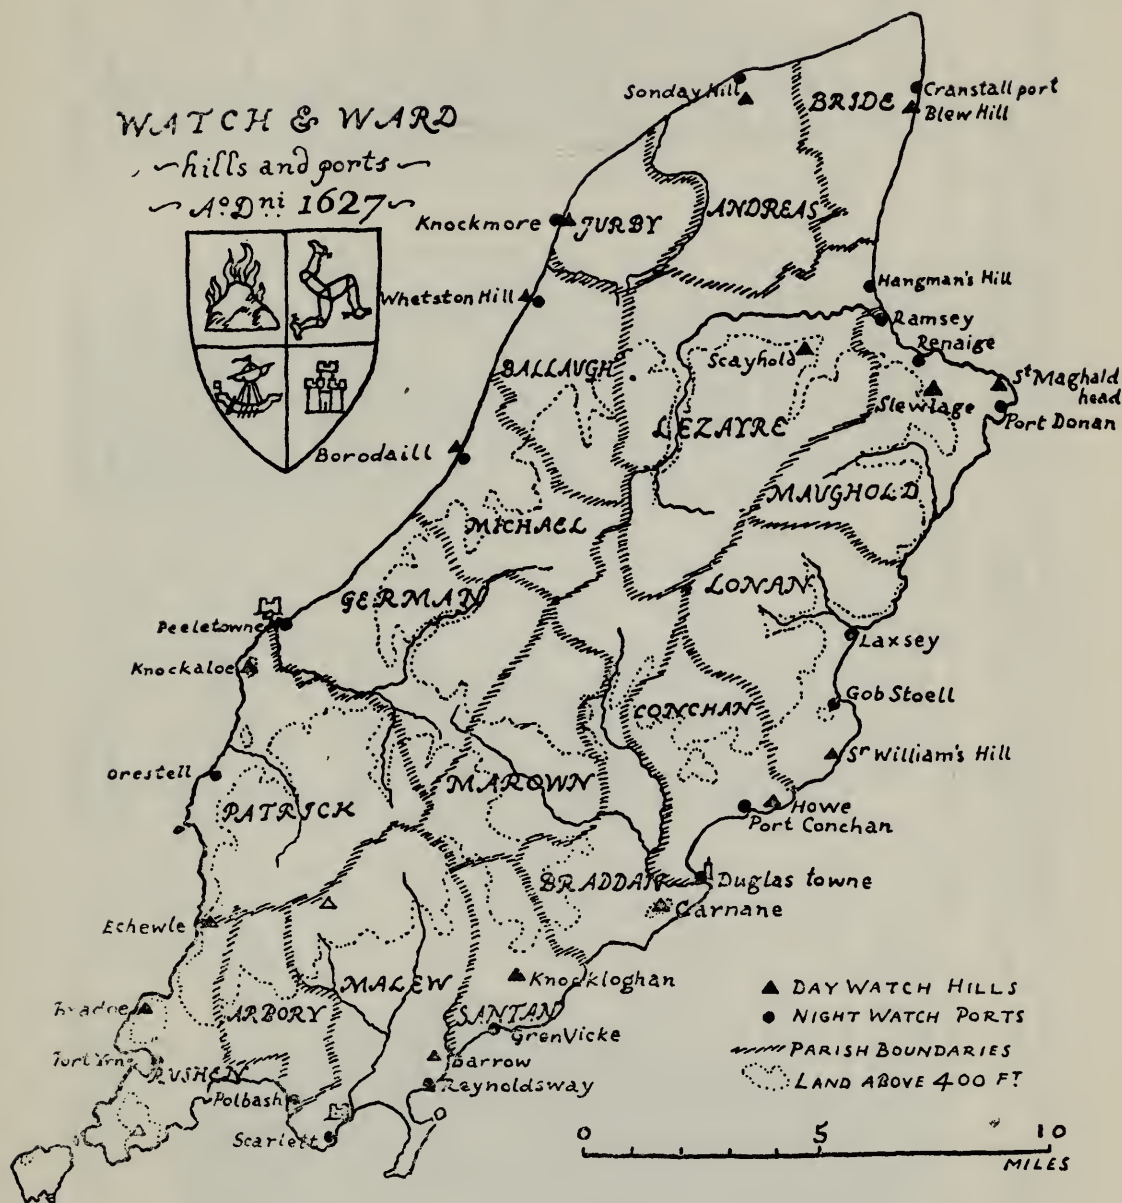 WATCH & WARD
hills and ports
Aº Dni 1627
Sonday Hill
BRIDE
Cranstall port
Blew Hill
Knockmore
JURBY
ANDREAS
Whetston Hill
Hangman's Hill
Ramsey
Renaige
BALLAUGH
Scayhold
St Maghald
head
Slewlage
Port Donan
LEZAYRE
Borodaill
MAUGHOLD
MICHAEL
GERMAN
LONAN
Peeletowne
Laxsey
Knockaloe
Gob Stoell
CONCHAN
Sr William's Hill
Orestell
MAROWN
PATRICK
Howe
Port Conchan
BRADDAN
Duglas towne
Carnane
Echewle
Knockloghan
MALEW
DAY WATCH HILLS
ARBORY
SANTAN
NIGHT WATCH PORTS
GrenVicke
PARISH BOUNDARIES
RUSHEN
Barrow
Reynoldsway
LAND ABOVE 400 FT
Polbash
Scarlett
0 5 10
MILES